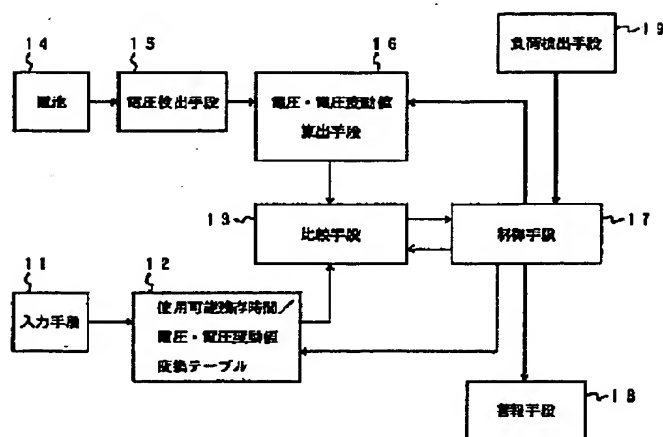 14
15
16
19
電池
電圧検出手段
電圧・電圧変動値
算出手段
負荷検出手段
13
比較手段
制御手段
17
11
12
入力手段
使用可能残存時間/
電圧・電圧変動値
変換テーブル
警報手段
18